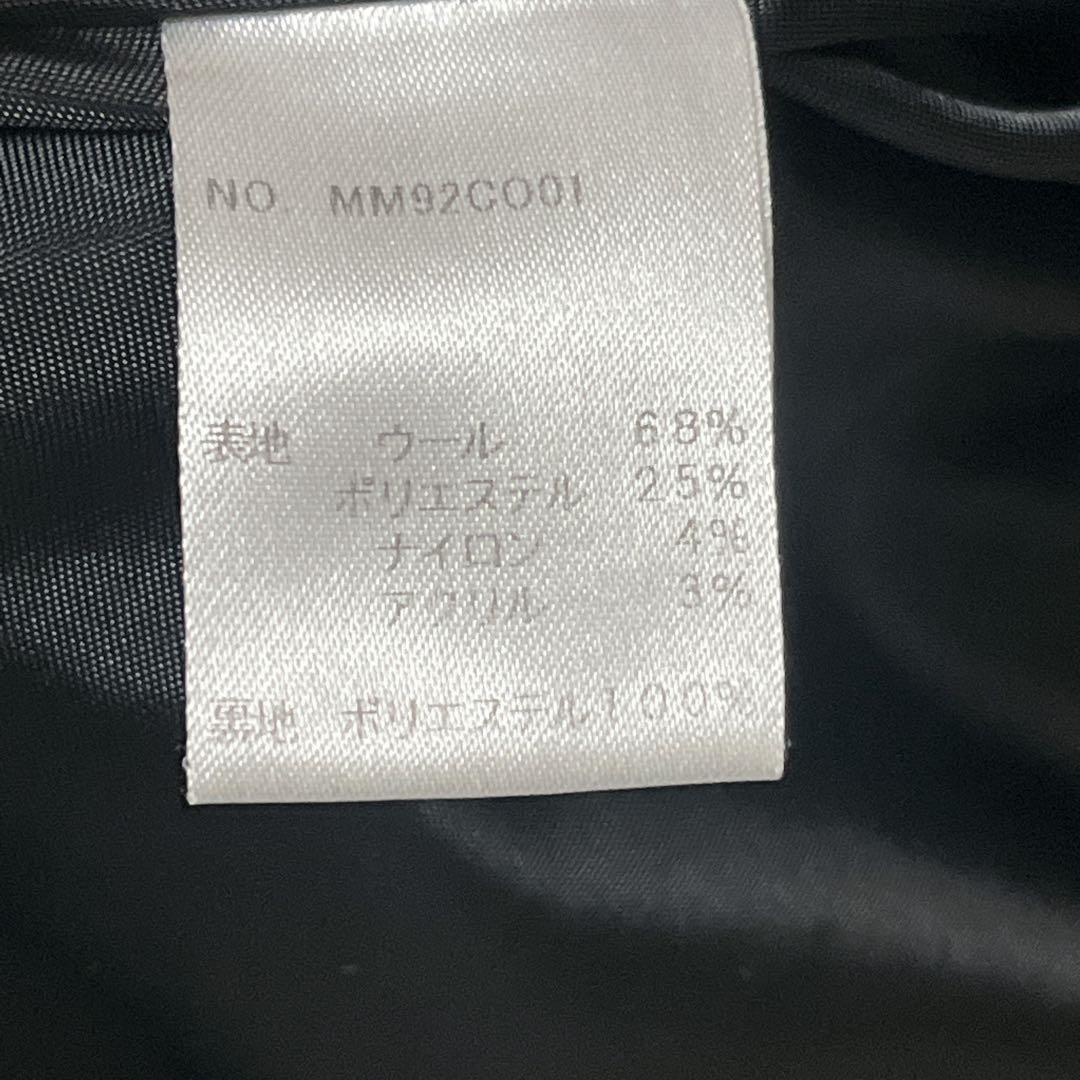 NO. MM92CO01
表地 ウール 68%
ポリエステル 25%
ナイロン 4%
アクリル 3%
裏地 ポリエステル100%